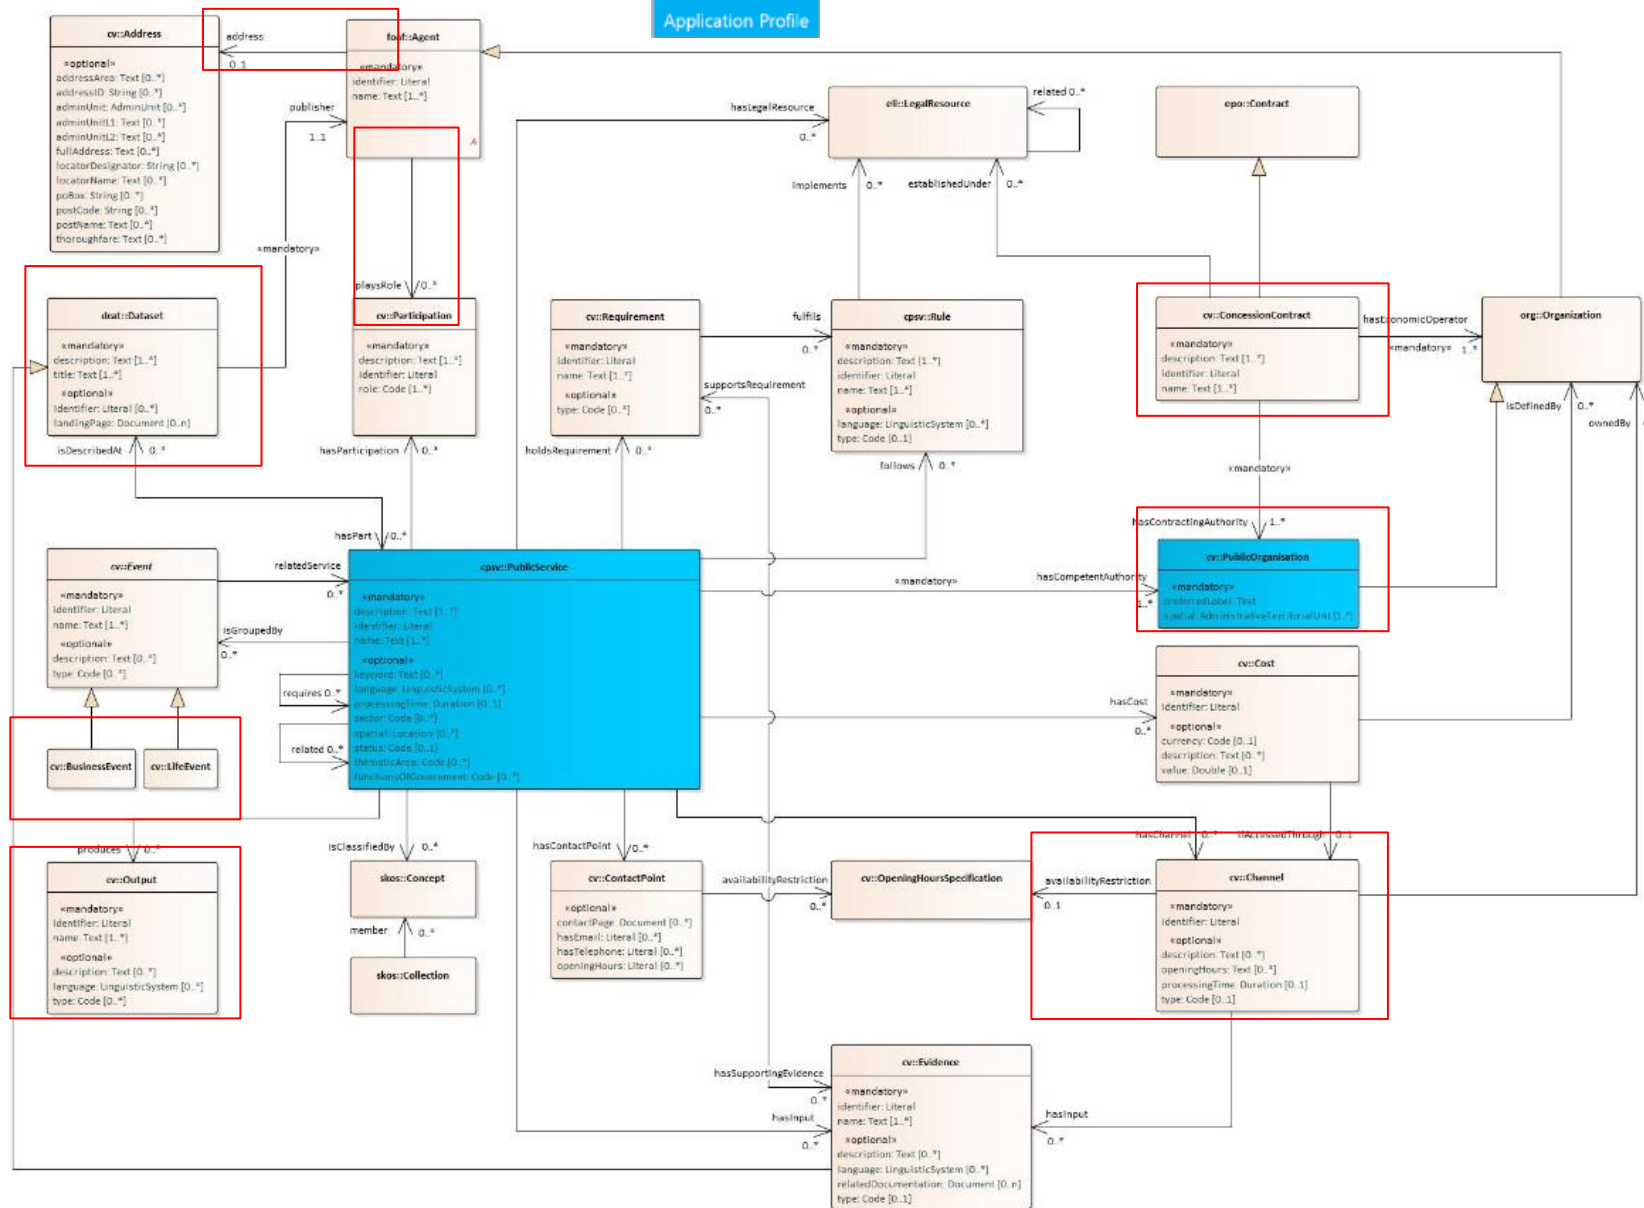 Application Profile
cv::Address
«optional»
addressArea: Text [0..*]
addressID: String [0..*]
adminUnit: AdminUnit [0..*]
adminUnitL1: Text [0..*]
adminUnitL2: Text [0..*]
fullAddress: Text [0..*]
locatorDesignator: String [0..*]
locatorName: Text [0..*]
poBox: String [0..*]
postCode: String [0..*]
postName: Text [0..*]
thoroughfare: Text [0..*]
address
0..1
foaf::Agent
«mandatory»
identifier: Literal
name: Text [1..*]
A
publisher
1..1
«mandatory»
playsRole
0..*
hasLegalResource
0..*
eli::LegalResource
related 0..*
epo::Contract
implements
0..*
establishedUnder
0..*
dcat::Dataset
«mandatory»
description: Text [1..*]
title: Text [1..*]
«optional»
identifier: Literal [0..*]
landingPage: Document [0..n]
isDescribedAt
0..*
cv::Participation
«mandatory»
description: Text [1..*]
identifier: Literal
role: Code [1..*]
hasParticipation
0..*
cv::Requirement
«mandatory»
identifier: Literal
name: Text [1..*]
«optional»
type: Code [0..*]
holdsRequirement
0..*
fulfils
0..*
supportsRequirement
0..*
cpsv::Rule
«mandatory»
description: Text [1..*]
identifier: Literal
name: Text [1..*]
«optional»
language: LinguisticSystem [0..*]
type: Code [0..1]
follows
0..*
cv::ConcessionContract
«mandatory»
description: Text [1..*]
identifier: Literal
name: Text [1..*]
hasEconomicOperator
«mandatory»
1..*
org::Organization
isDefinedBy
0..*
ownedBy
«mandatory»
hasContractingAuthority
1..*
cv::PublicOrganisation
«mandatory»
preferredLabel: Text
spatial: AdministrativeTerritorialUnit [1..*]
hasPart
0..*
cv::Event
«mandatory»
identifier: Literal
name: Text [1..*]
«optional»
description: Text [0..*]
type: Code [0..*]
relatedService
0..*
isGroupedBy
0..*
cpsv::PublicService
«mandatory»
description: Text [1..*]
identifier: Literal
name: Text [1..*]
«optional»
keyword: Text [0..*]
language: LinguisticSystem [0..*]
processingTime: Duration [0..1]
sector: Code [0..*]
spatial: Location [0..*]
status: Code [0..1]
thematicArea: Code [0..*]
functionsOfGovernment: Code [0..*]
requires 0..*
related 0..*
«mandatory»
hasCompetentAuthority
1..*
cv::Cost
«mandatory»
identifier: Literal
«optional»
currency: Code [0..1]
description: Text [0..*]
value: Double [0..1]
hasCost
0..*
cv::BusinessEvent
cv::LifeEvent
produces
0..*
cv::Output
«mandatory»
identifier: Literal
name: Text [1..*]
«optional»
description: Text [0..*]
language: LinguisticSystem [0..*]
type: Code [0..*]
isClassifiedBy
0..*
skos::Concept
member
0..*
skos::Collection
hasContactPoint
0..*
cv::ContactPoint
«optional»
contactPage: Document [0..*]
hasEmail: Literal [0..*]
hasTelephone: Literal [0..*]
openingHours: Literal [0..*]
availabilityRestriction
0..*
cv::OpeningHoursSpecification
availabilityRestriction
0..1
hasChannel
0..*
ifAccessedThrough
0..1
cv::Channel
«mandatory»
identifier: Literal
«optional»
description: Text [0..*]
openingHours: Text [0..*]
processingTime: Duration [0..1]
type: Code [0..1]
hasSupportingEvidence
0..*
hasInput
0..*
cv::Evidence
«mandatory»
identifier: Literal
name: Text [1..*]
«optional»
description: Text [0..*]
language: LinguisticSystem [0..*]
relatedDocumentation: Document [0..n]
type: Code [0..1]
hasInput
0..*